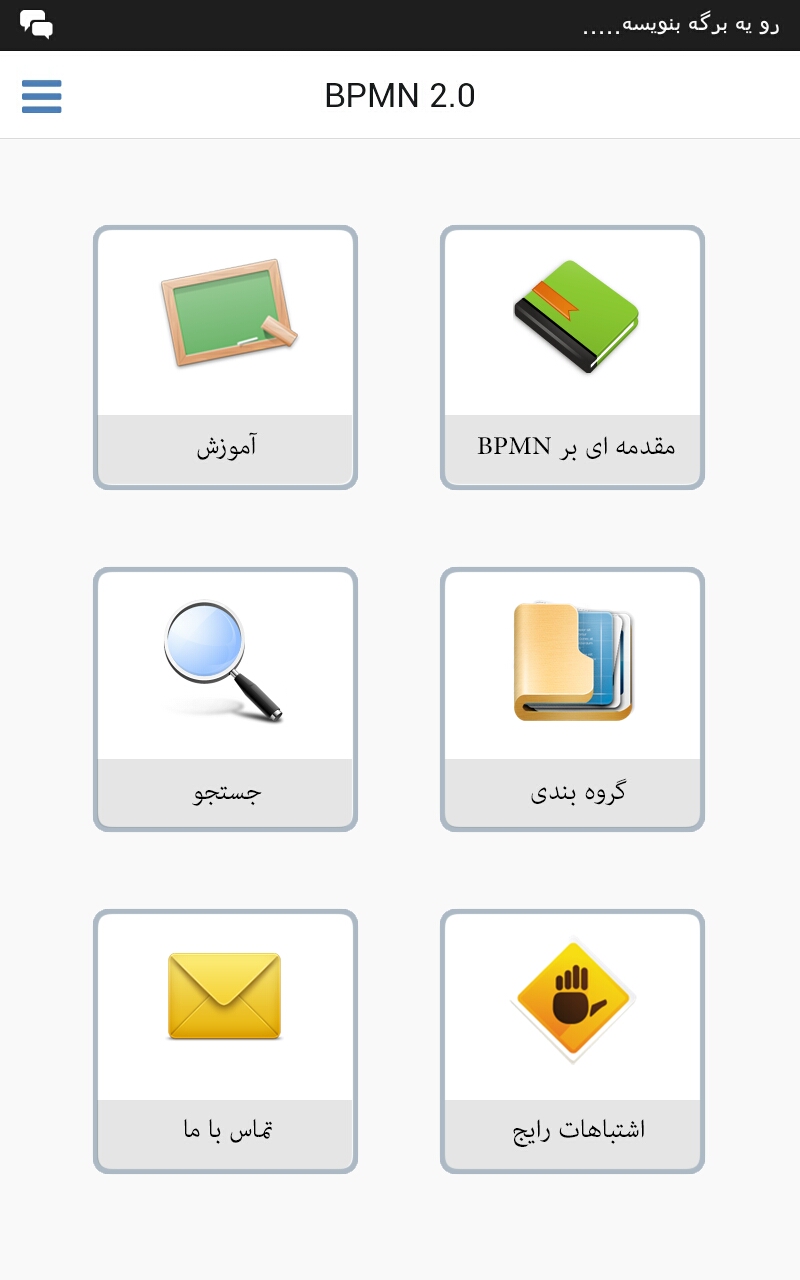 رو یه برگه بنویسه.....
BPMN 2.0
مقدمه ای بر BPMN
آموزش
گروه بندی
جستجو
اشتباهات رایج
تماس با ما